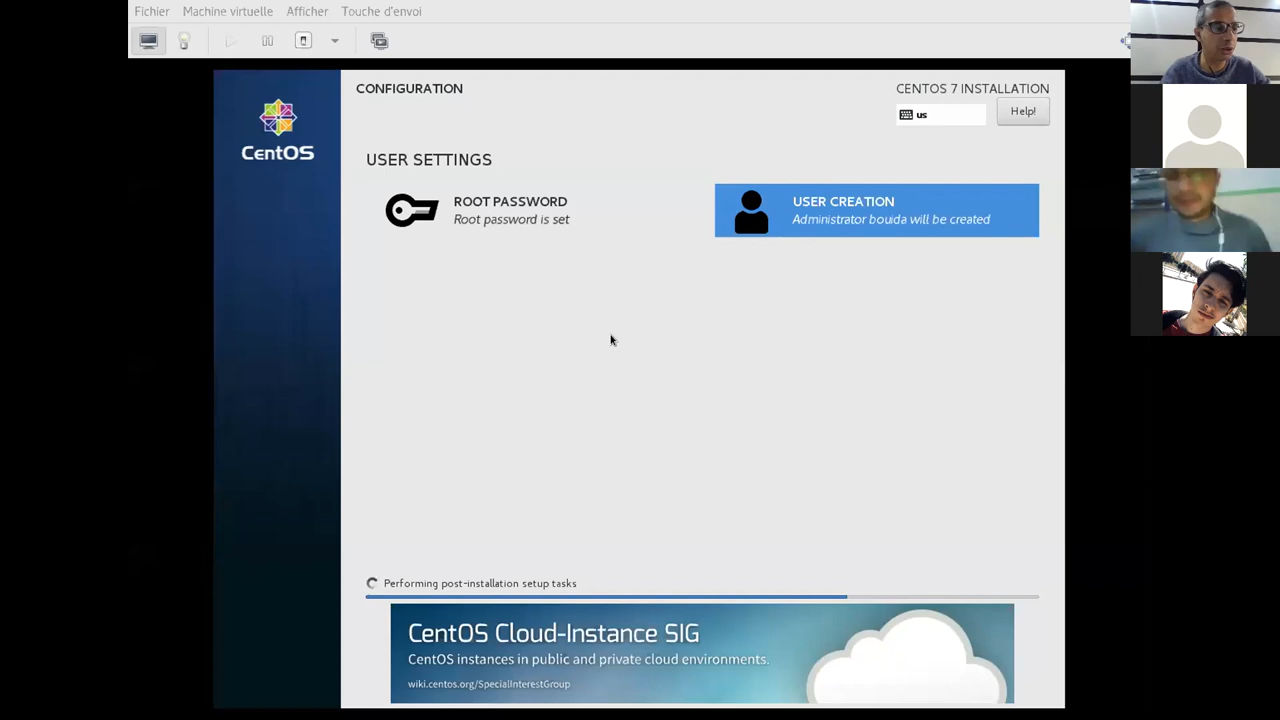 Fichier Machine virtuelle Afficher Touche d'envoi
CONFIGURATION
CENTOS 7 INSTALLATION
us
Help!
CentOS
USER SETTINGS
ROOT PASSWORD
Root password is set
USER CREATION
Administrator bouida will be created
Performing post-installation setup tasks
CentOS Cloud-Instance SIG
CentOS instances in public and private cloud environments.
wiki.centos.org/SpecialInterestGroup